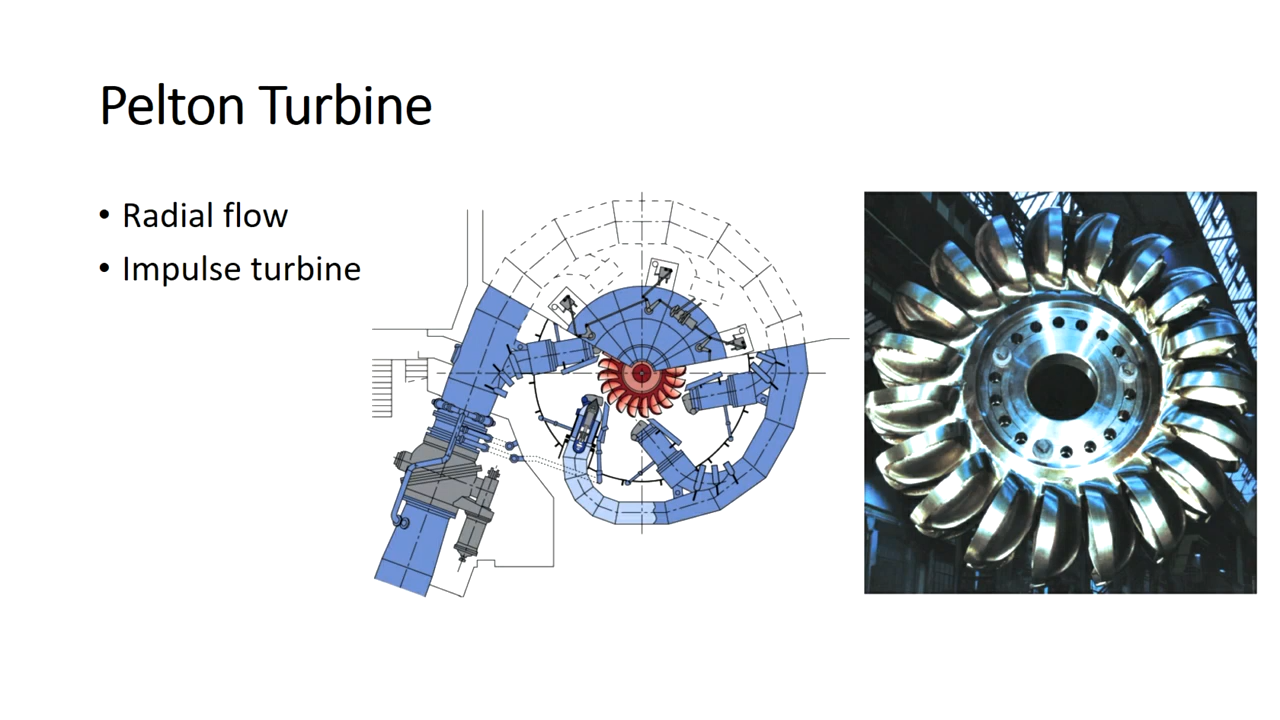 Pelton Turbine
• Radial flow
• Impulse turbine